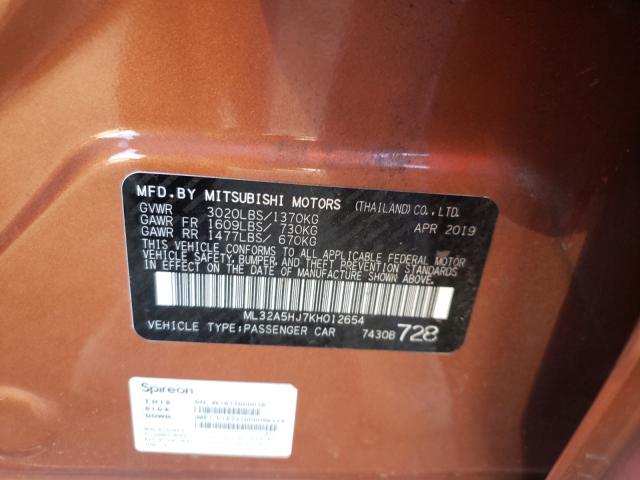 MFD.BY MITSUBISHI MOTORS (THAILAND) CO., LTD.
GVWR 3020LBS/1370KG
GAWR FR 1609LBS/ 730KG APR 2019
GAWR RR 1477LBS/ 670KG
THIS VEHICLE CONFORMS TO ALL APPLICABLE FEDERAL MOTOR
VEHICLE SAFETY, BUMPER, AND THEFT PREVENTION STANDARDS
IN EFFECT ON THE DATE OF MANUFACTURE SHOWN ABOVE.
ML32A5HJ7KH012654
VEHICLE TYPE:PASSENGER CAR 7430B 728
Spireon
THIS
SIDE
DOWN